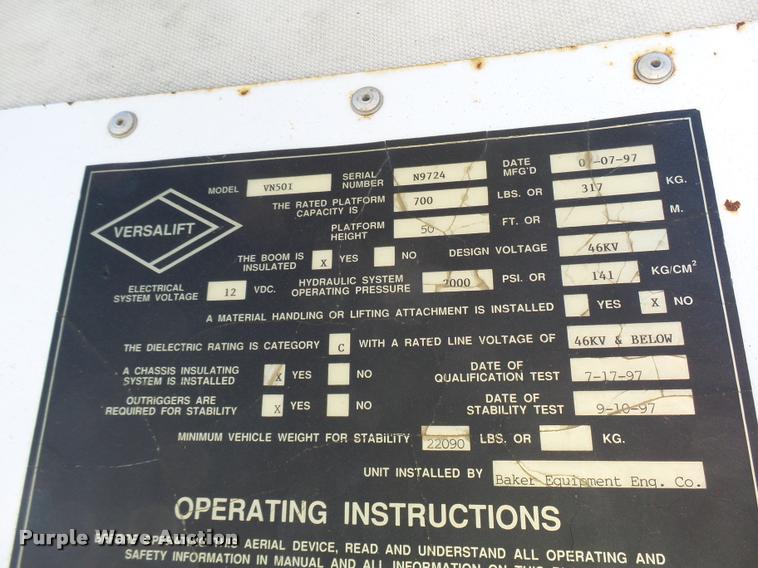 VERSALIFT
MODEL VN50I SERIAL NUMBER N9724 DATE MFG'D 07-07-97
THE RATED PLATFORM CAPACITY IS 700 LBS. OR 317 KG.
PLATFORM HEIGHT 50 FT. OR M.
THE BOOM IS INSULATED X YES NO DESIGN VOLTAGE 46KV
ELECTRICAL SYSTEM VOLTAGE 12 VDC. HYDRAULIC SYSTEM OPERATING PRESSURE 2000 PSI. OR 141 KG/CM²
A MATERIAL HANDLING OR LIFTING ATTACHMENT IS INSTALLED YES X NO
THE DIELECTRIC RATING IS CATEGORY C WITH A RATED LINE VOLTAGE OF 46KV & BELOW
A CHASSIS INSULATING SYSTEM IS INSTALLED X YES NO DATE OF QUALIFICATION TEST 7-17-97
OUTRIGGERS ARE REQUIRED FOR STABILITY X YES NO DATE OF STABILITY TEST 9-10-97
MINIMUM VEHICLE WEIGHT FOR STABILITY 22090 LBS. OR KG.
UNIT INSTALLED BY Baker Equipment Eng. Co.
OPERATING INSTRUCTIONS
AERIAL DEVICE, READ AND UNDERSTAND ALL OPERATING AND
SAFETY INFORMATION IN MANUAL AND ALL INFORMATION ON
Purple Wave Auction